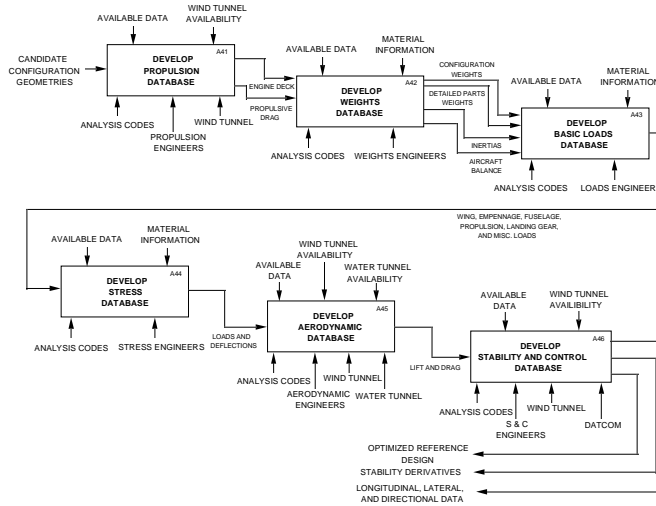 WIND TUNNEL
AVAILABILITY
AVAILABLE DATA
CANDIDATE
CONFIGURATION
GEOMETRIES
A41
DEVELOP
PROPULSION
DATABASE
ANALYSIS CODES
PROPULSION
ENGINEERS
WIND TUNNEL
ENGINE DECK
PROPULSIVE
DRAG
AVAILABLE DATA
MATERIAL
INFORMATION
A42
DEVELOP
WEIGHTS
DATABASE
ANALYSIS CODES
WEIGHTS ENGINEERS
CONFIGURATION
WEIGHTS
DETAILED PARTS
WEIGHTS
INERTIAS
AIRCRAFT
BALANCE
AVAILABLE DATA
MATERIAL
INFORMATION
A43
DEVELOP
BASIC LOADS
DATABASE
ANALYSIS CODES
LOADS ENGINEER
WING, EMPENNAGE, FUSELAGE,
PROPULSION, LANDING GEAR,
AND MISC. LOADS
AVAILABLE DATA
MATERIAL
INFORMATION
A44
DEVELOP
STRESS
DATABASE
ANALYSIS CODES
STRESS ENGINEERS
LOADS AND
DEFLECTIONS
AVAILABLE
DATA
WIND TUNNEL
AVAILABILITY
WATER TUNNEL
AVAILABILITY
A45
DEVELOP
AERODYNAMIC
DATABASE
ANALYSIS CODES
AERODYNAMIC
ENGINEERS
WIND TUNNEL
WATER TUNNEL
LIFT AND DRAG
AVAILABLE
DATA
WIND TUNNEL
AVAILIBILITY
A46
DEVELOP
STABILITY AND CONTROL
DATABASE
ANALYSIS CODES
S & C
ENGINEERS
WIND TUNNEL
DATCOM
OPTIMIZED REFERENCE
DESIGN
STABILITY DERIVATIVES
LONGITUDINAL, LATERAL,
AND DIRECTIONAL DATA